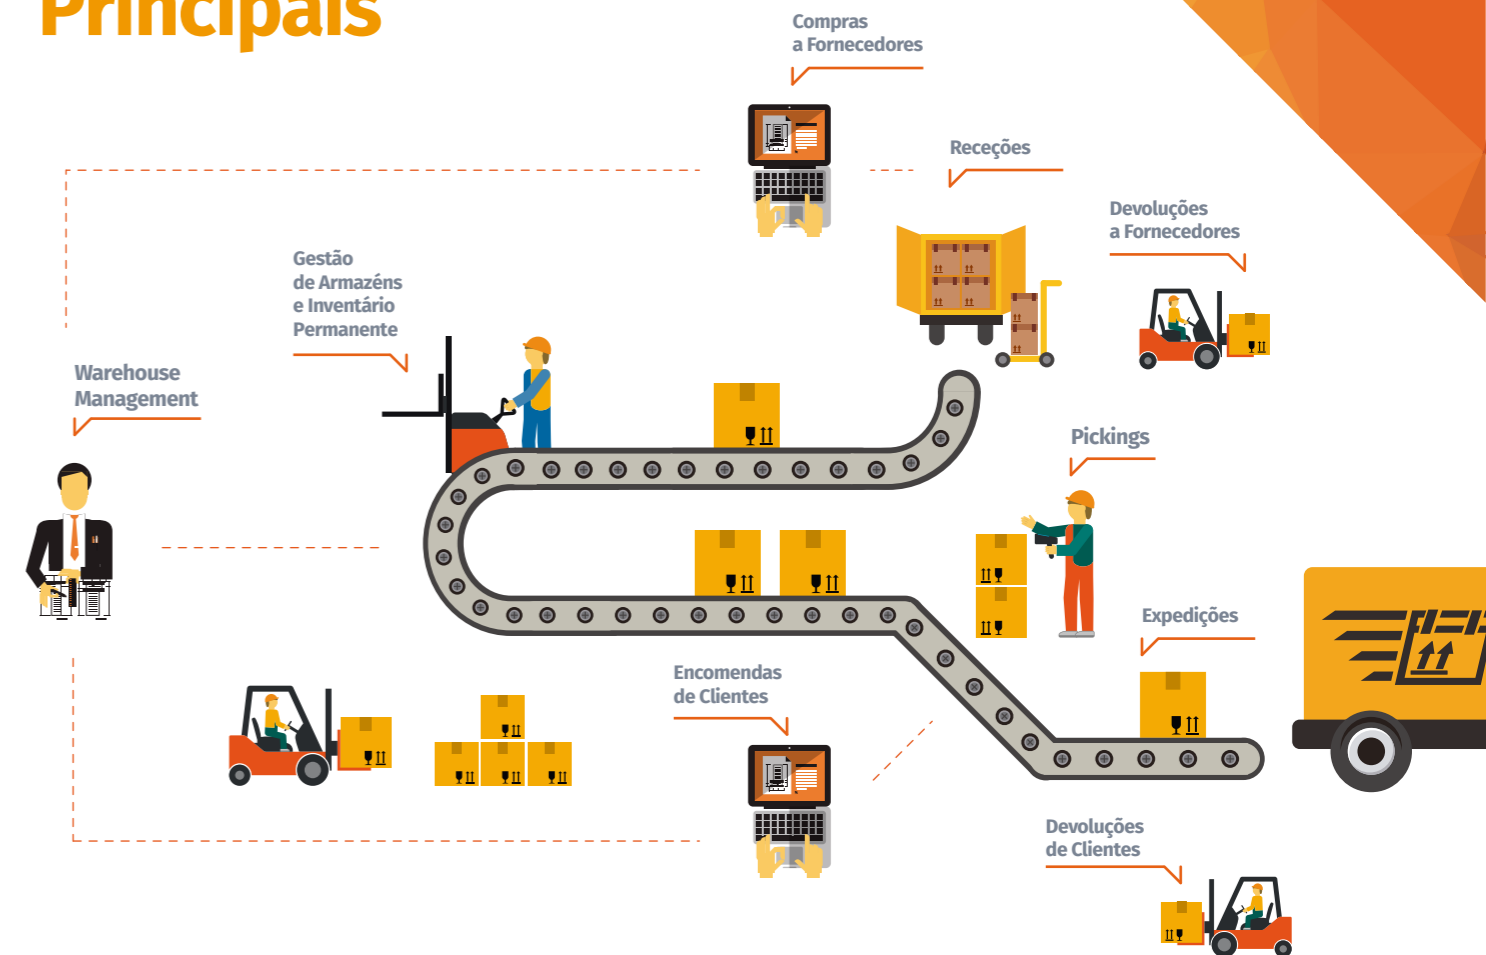 Principais
Compras
a Fornecedores
Receções
Devoluções
a Fornecedores
Gestão
de Armazéns
e Inventário
Permanente
Warehouse
Management
Pickings
Expedições
Encomendas
de Clientes
Devoluções
de Clientes